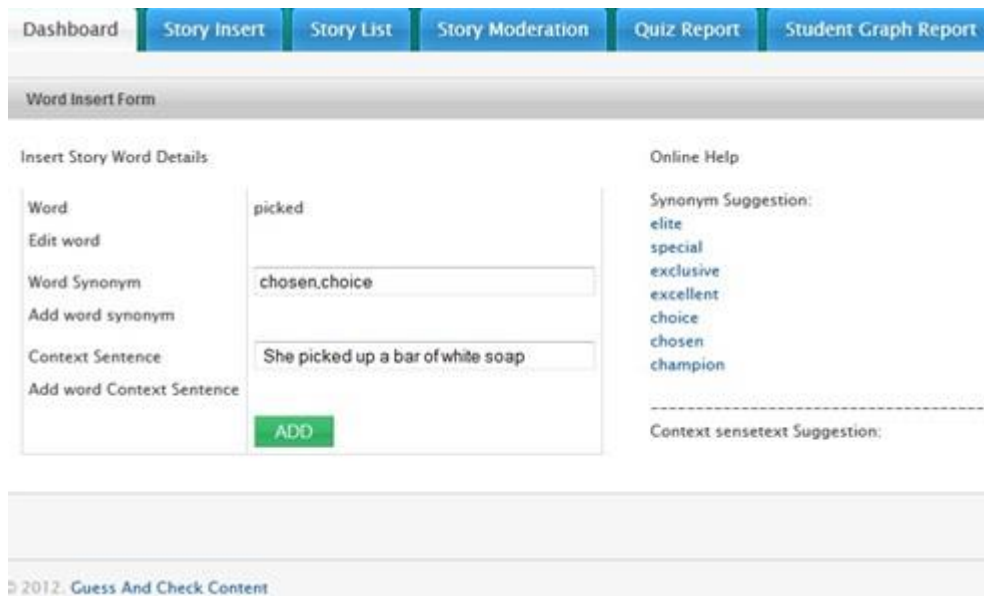 Dashboard Story Insert Story List Story Moderation Quiz Report Student Graph Report
Word Insert Form
Insert Story Word Details
Word picked
Edit word
Word Synonym chosen,choice
Add word synonym
Context Sentence She picked up a bar of white soap
Add word Context Sentence
ADD
Online Help
Synonym Suggestion:
elite
special
exclusive
excellent
choice
chosen
champion
Context sensetext Suggestion:
© 2012. Guess And Check Content